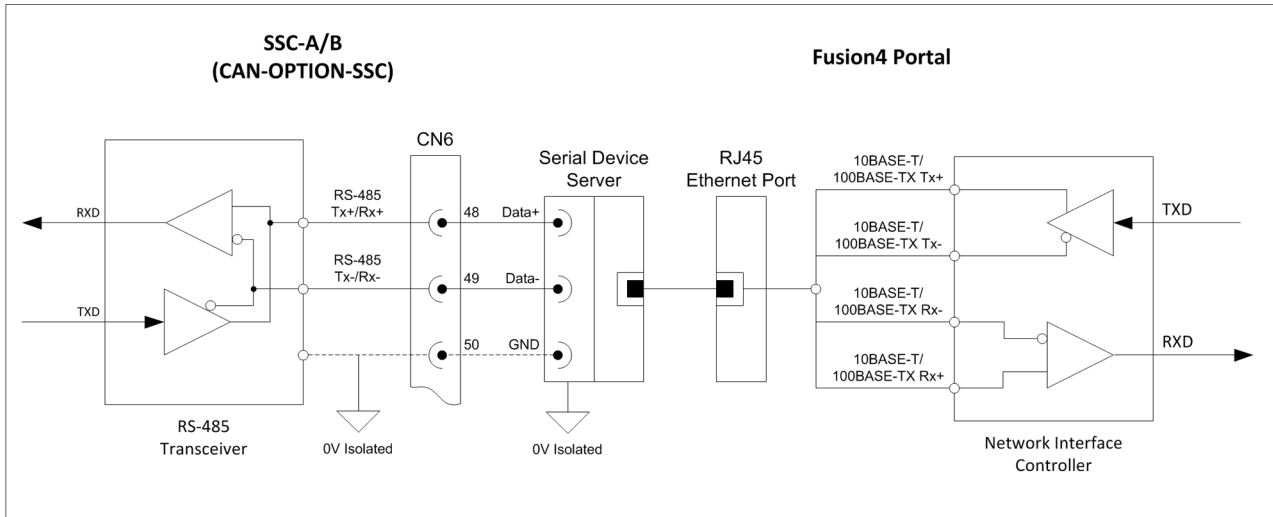 SSC-A/B
(CAN-OPTION-SSC)
Fusion4 Portal
CN6
Serial Device
Server
RJ45
Ethernet Port
RXD
TXD
RS-485
Tx+/Rx+
RS-485
Tx-/Rx-
48
49
50
Data+
Data-
GND
10BASE-T/
100BASE-TX Tx+
10BASE-T/
100BASE-TX Tx-
10BASE-T/
100BASE-TX Rx-
10BASE-T/
100BASE-TX Rx+
TXD
RXD
RS-485
Transceiver
0V Isolated
0V Isolated
Network Interface
Controller